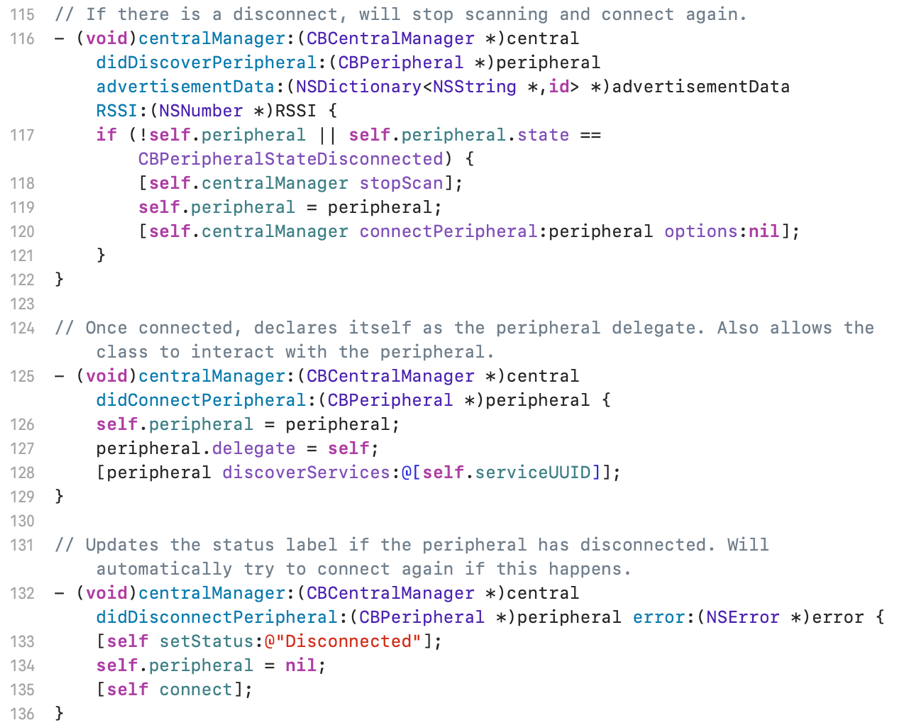 115 // If there is a disconnect, will stop scanning and connect again.
116 – (void)centralManager:(CBCentralManager *)central
didDiscoverPeripheral:(CBPeripheral *)peripheral
advertisementData:(NSDictionary<NSString *,id> *)advertisementData
RSSI:(NSNumber *)RSSI {
117 if (!self.peripheral || self.peripheral.state ==
CBPeripheralStateDisconnected) {
118 [self.centralManager stopScan];
119 self.peripheral = peripheral;
120 [self.centralManager connectPeripheral:peripheral options:nil];
121 }
122 }
123
124 // Once connected, declares itself as the peripheral delegate. Also allows the
class to interact with the peripheral.
125 – (void)centralManager:(CBCentralManager *)central
didConnectPeripheral:(CBPeripheral *)peripheral {
126 self.peripheral = peripheral;
127 peripheral.delegate = self;
128 [peripheral discoverServices:@[self.serviceUUID]];
129 }
130
131 // Updates the status label if the peripheral has disconnected. Will
automatically try to connect again if this happens.
132 – (void)centralManager:(CBCentralManager *)central
didDisconnectPeripheral:(CBPeripheral *)peripheral error:(NSError *)error {
133 [self setStatus:@"Disconnected"];
134 self.peripheral = nil;
135 [self connect];
136 }